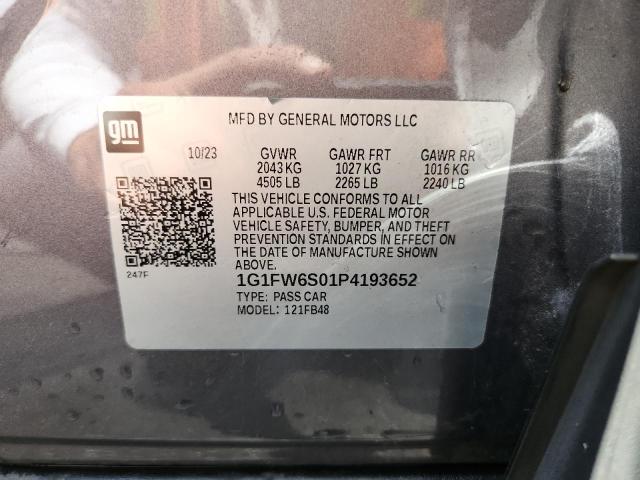 gm
MFD BY GENERAL MOTORS LLC
10/23 GVWR GAWR FRT GAWR RR
2043 KG 1027 KG 1016 KG
4505 LB 2265 LB 2240 LB
THIS VEHICLE CONFORMS TO ALL
APPLICABLE U.S. FEDERAL MOTOR
VEHICLE SAFETY, BUMPER, AND THEFT
PREVENTION STANDARDS IN EFFECT ON
THE DATE OF MANUFACTURE SHOWN
ABOVE.
247F
1G1FW6S01P4193652
TYPE: PASS CAR
MODEL: 121FB48